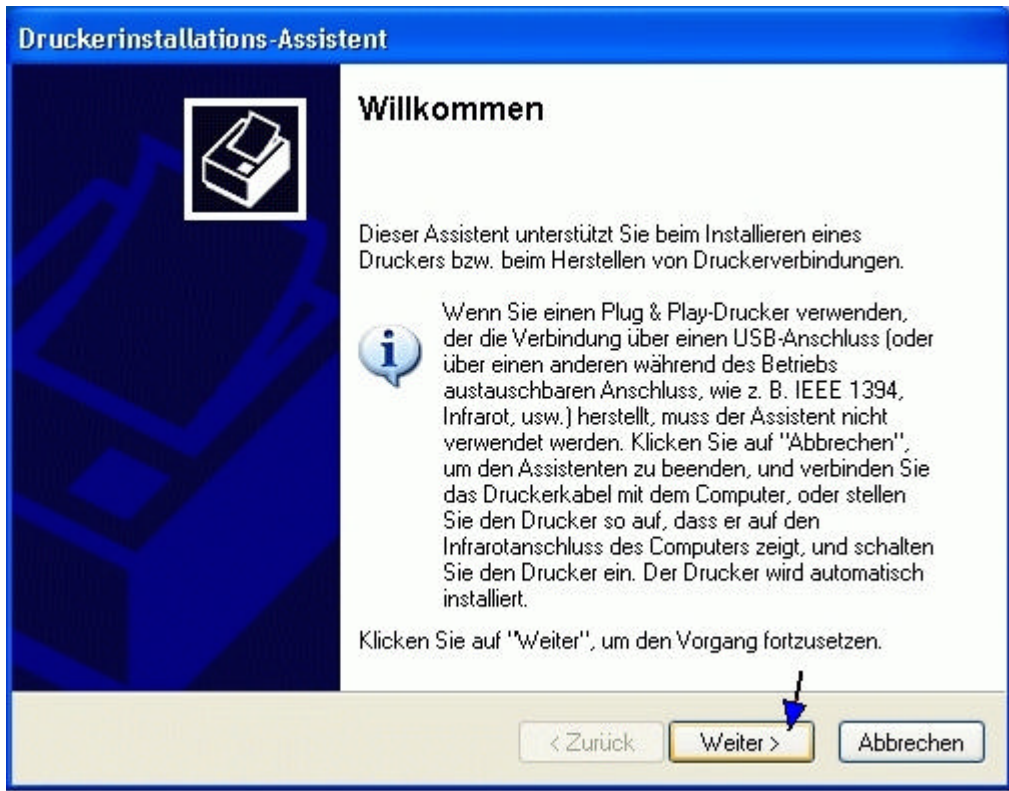 Druckerinstallations-Assistent
Willkommen
Dieser Assistent unterstützt Sie beim Installieren eines
Druckers bzw. beim Herstellen von Druckerverbindungen.
Wenn Sie einen Plug & Play-Drucker verwenden,
der die Verbindung über einen USB-Anschluss (oder
über einen anderen während des Betriebs
austauschbaren Anschluss, wie z. B. IEEE 1394,
Infrarot, usw.) herstellt, muss der Assistent nicht
verwendet werden. Klicken Sie auf "Abbrechen",
um den Assistenten zu beenden, und verbinden Sie
das Druckerkabel mit dem Computer, oder stellen
Sie den Drucker so auf, dass er auf den
Infrarotanschluss des Computers zeigt, und schalten
Sie den Drucker ein. Der Drucker wird automatisch
installiert.
Klicken Sie auf "Weiter", um den Vorgang fortzusetzen.
< Zurück Weiter > Abbrechen